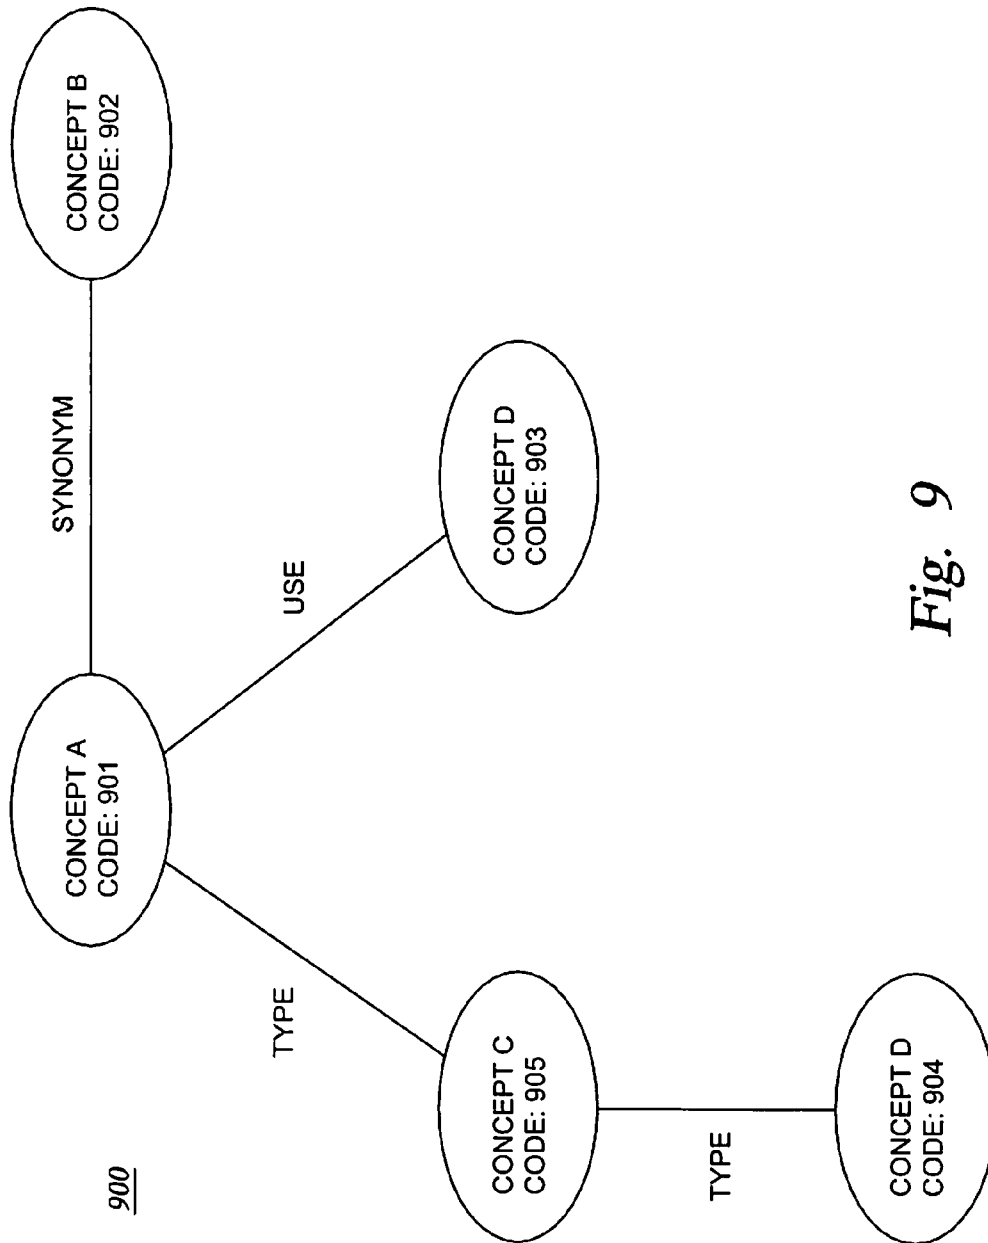 900
CONCEPT A
CODE: 901
SYNONYM
CONCEPT B
CODE: 902
TYPE
USE
CONCEPT C
CODE: 905
CONCEPT D
CODE: 903
TYPE
CONCEPT D
CODE: 904
Fig. 9